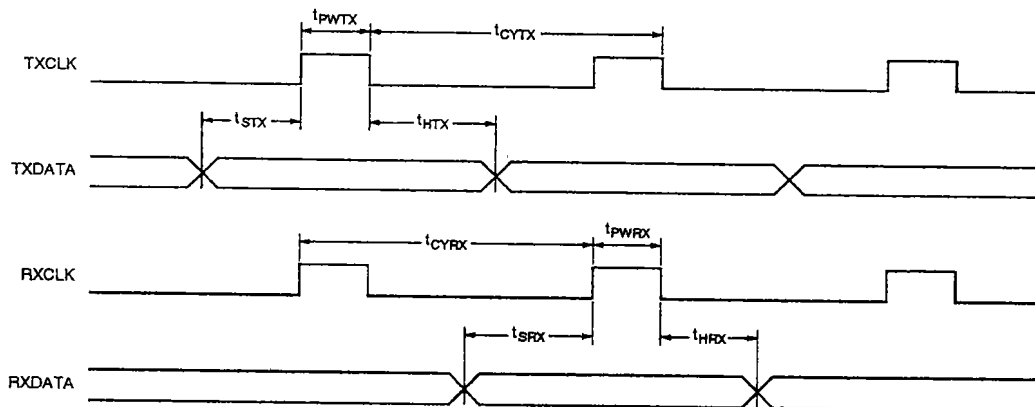 tPWTX
tCYTX
TXCLK
tSTX
tHTX
TXDATA
tCYRX
tPWRX
RXCLK
tSRX
tHRX
RXDATA